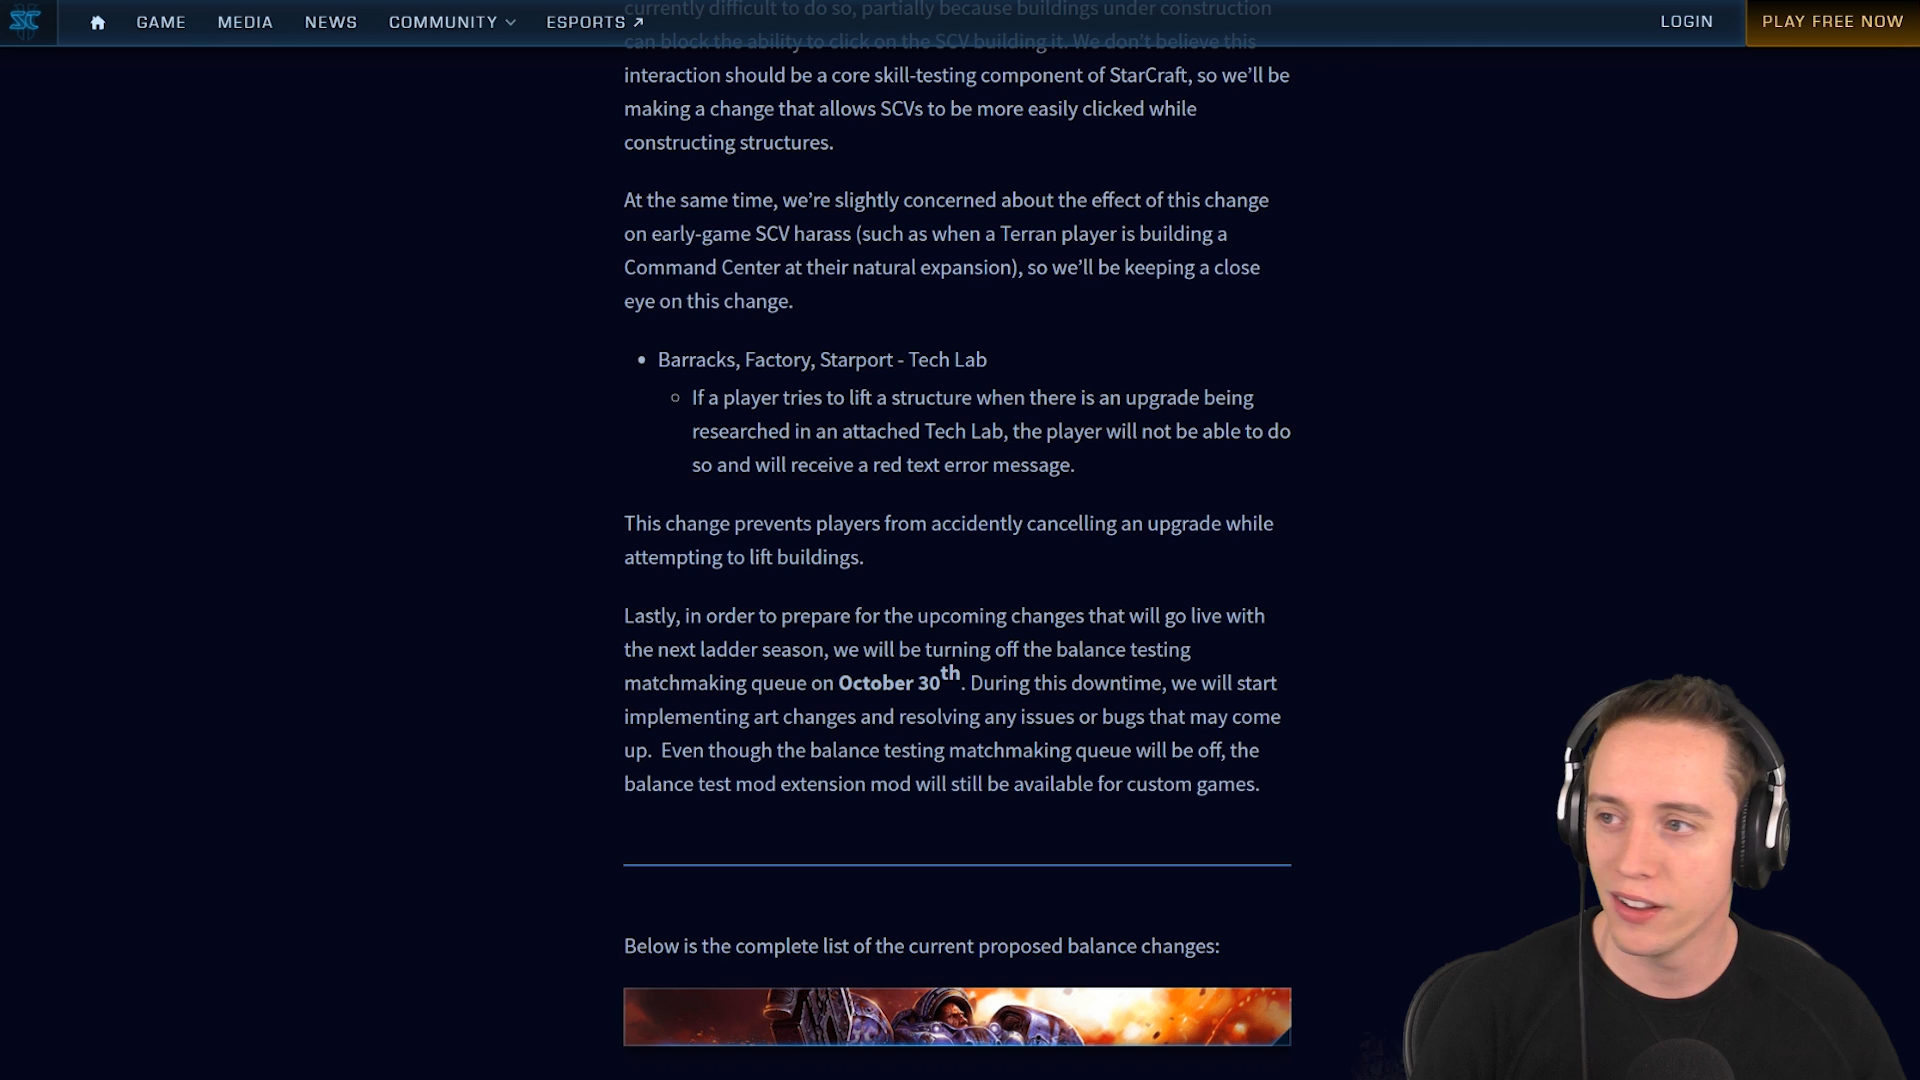 GAME MEDIA NEWS COMMUNITY ESPORTS LOGIN PLAY FREE NOW
currently difficult to do so, partially because buildings under construction
can block the ability to click on the SCV building it. We don't believe this
interaction should be a core skill-testing component of StarCraft, so we'll be
making a change that allows SCVs to be more easily clicked while
constructing structures.
At the same time, we're slightly concerned about the effect of this change
on early-game SCV harass (such as when a Terran player is building a
Command Center at their natural expansion), so we'll be keeping a close
eye on this change.
• Barracks, Factory, Starport - Tech Lab
○ If a player tries to lift a structure when there is an upgrade being
researched in an attached Tech Lab, the player will not be able to do
so and will receive a red text error message.
This change prevents players from accidently cancelling an upgrade while
attempting to lift buildings.
Lastly, in order to prepare for the upcoming changes that will go live with
the next ladder season, we will be turning off the balance testing
matchmaking queue on October 30th. During this downtime, we will start
implementing art changes and resolving any issues or bugs that may come
up. Even though the balance testing matchmaking queue will be off, the
balance test mod extension mod will still be available for custom games.
Below is the complete list of the current proposed balance changes: